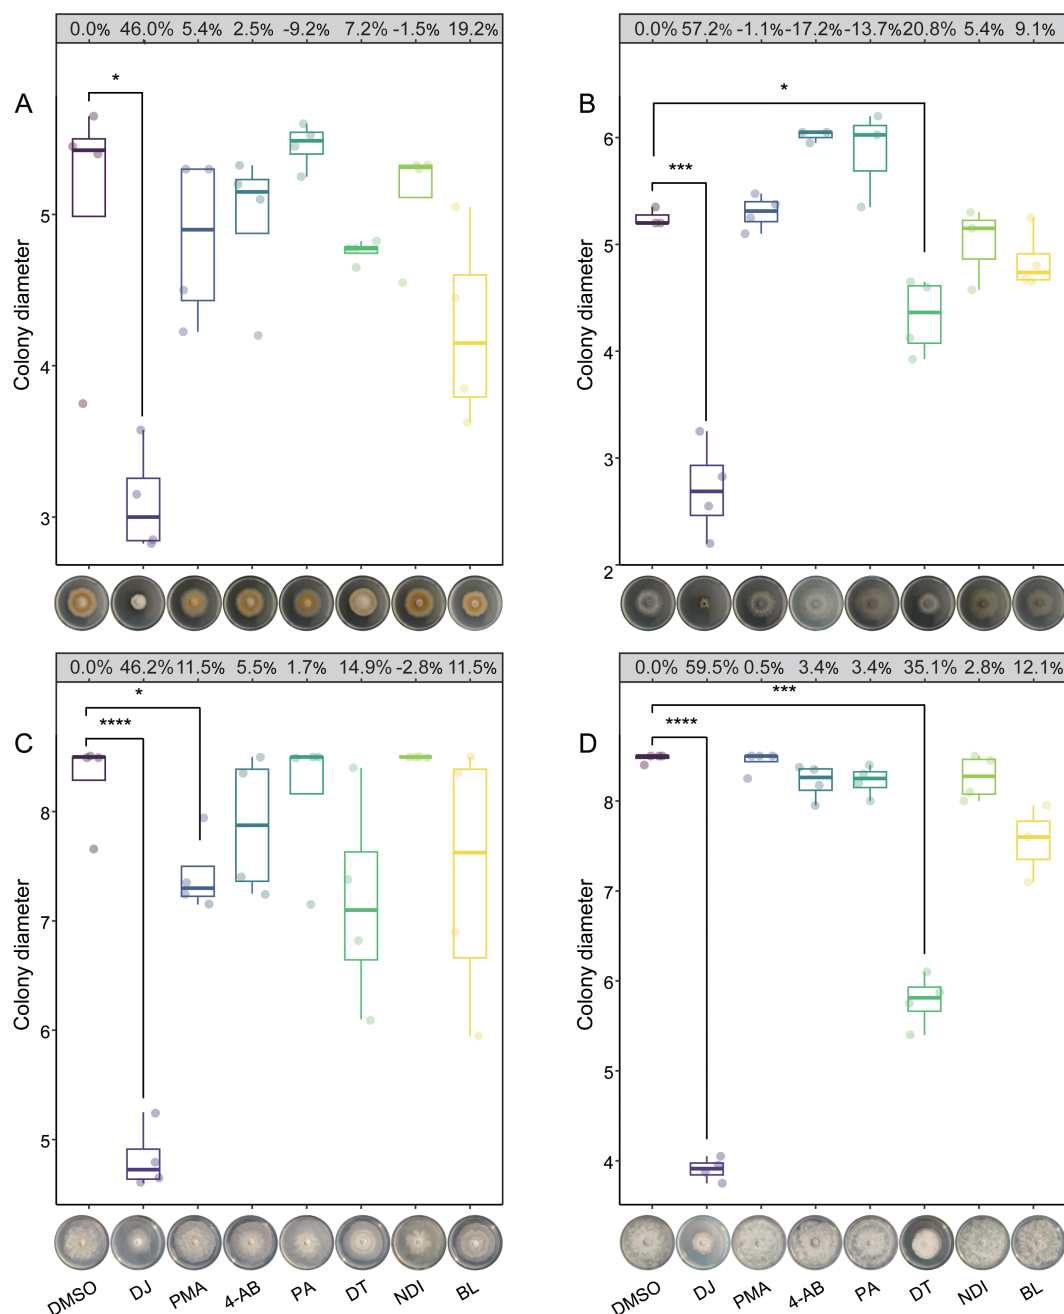 0.0% 46.0% 5.4% 2.5% -9.2% 7.2% -1.5% 19.2%
A
*
Colony diameter
5
4
3
0.0% 57.2% -1.1% -17.2% -13.7% 20.8% 5.4% 9.1%
B
*
***
Colony diameter
6
5
4
3
2
0.0% 46.2% 11.5% 5.5% 1.7% 14.9% -2.8% 11.5%
C
*
****
Colony diameter
8
7
6
5
DMSO DJ PMA 4-AB PA DT NDI BL
0.0% 59.5% 0.5% 3.4% 3.4% 35.1% 2.8% 12.1%
D
***
****
Colony diameter
8
7
6
5
4
DMSO DJ PMA 4-AB PA DT NDI BL